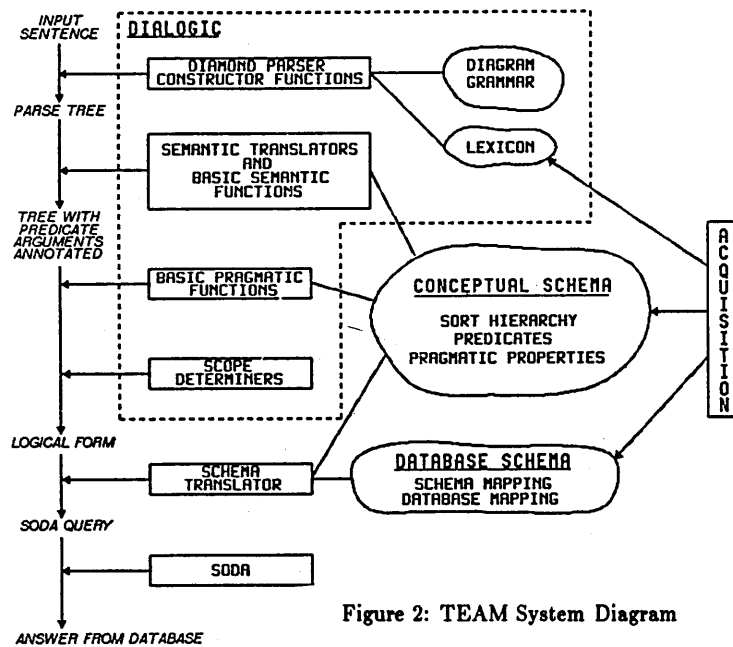 INPUT
SENTENCE
DIALOGIC
DIAMOND PARSER
CONSTRUCTOR FUNCTIONS
DIAGRAM
GRAMMAR
PARSE TREE
LEXICON
SEMANTIC TRANSLATORS
AND
BASIC SEMANTIC
FUNCTIONS
TREE WITH
PREDICATE
ARGUMENTS
ANNOTATED
ACQUISITION
BASIC PRAGMATIC
FUNCTIONS
CONCEPTUAL SCHEMA
SORT HIERARCHY
PREDICATES
PRAGMATIC PROPERTIES
SCOPE
DETERMINERS
LOGICAL FORM
SCHEMA
TRANSLATOR
DATABASE SCHEMA
SCHEMA MAPPING
DATABASE MAPPING
SODA QUERY
SODA
Figure 2: TEAM System Diagram
ANSWER FROM DATABASE